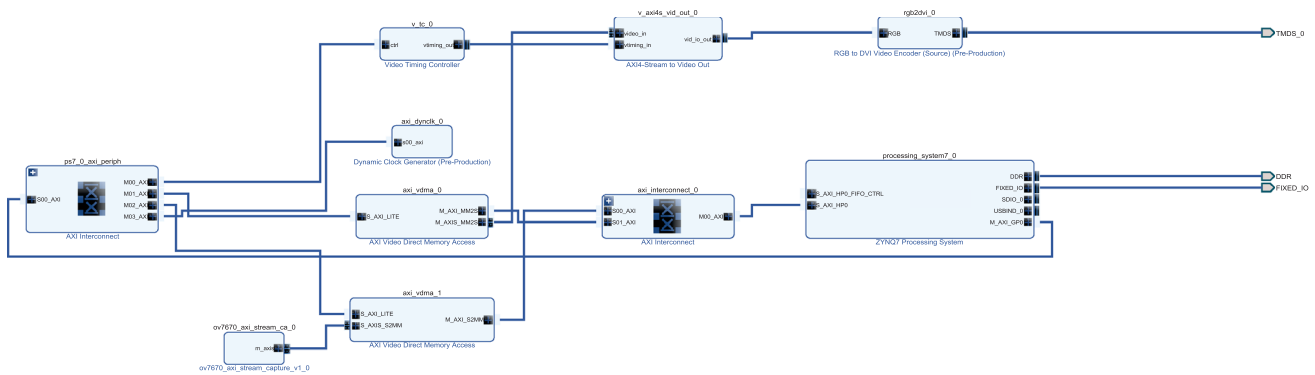 v_tc_0
ctrl
vtiming_out
Video Timing Controller
v_axi4s_vid_out_0
video_in
vtiming_in
vid_io_out
AXI4-Stream to Video Out
rgb2dvi_0
RGB
TMDS
RGB to DVI Video Encoder (Source) (Pre-Production)
TMDS_0
axi_dynclk_0
s00_axi
Dynamic Clock Generator (Pre-Production)
ps7_0_axi_periph
S00_AXI
M00_AXI
M01_AXI
M02_AXI
M03_AXI
AXI Interconnect
axi_vdma_0
S_AXI_LITE
M_AXI_MM2S
M_AXIS_MM2S
AXI Video Direct Memory Access
axi_interconnect_0
S00_AXI
S01_AXI
M00_AXI
AXI Interconnect
processing_system7_0
S_AXI_HP0_FIFO_CTRL
S_AXI_HP0
DDR
FIXED_IO
SDIO_0
USBIND_0
M_AXI_GP0
ZYNQ7 Processing System
DDR
FIXED_IO
axi_vdma_1
S_AXI_LITE
S_AXIS_S2MM
M_AXI_S2MM
AXI Video Direct Memory Access
ov7670_axi_stream_ca_0
m_axis
ov7670_axi_stream_capture_v1_0